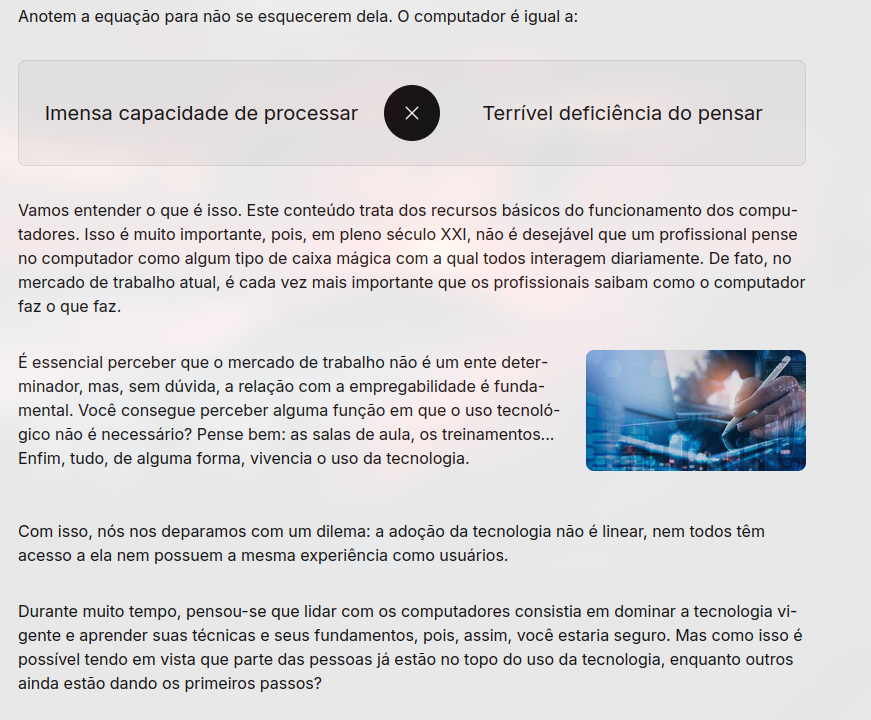 Anotem a equação para não se esquecerem dela. O computador é igual a:
Imensa capacidade de processar × Terrível deficiência do pensar
Vamos entender o que é isso. Este conteúdo trata dos recursos básicos do funcionamento dos compu-
tadores. Isso é muito importante, pois, em pleno século XXI, não é desejável que um profissional pense
no computador como algum tipo de caixa mágica com a qual todos interagem diariamente. De fato, no
mercado de trabalho atual, é cada vez mais importante que os profissionais saibam como o computador
faz o que faz.
É essencial perceber que o mercado de trabalho não é um ente deter-
minador, mas, sem dúvida, a relação com a empregabilidade é funda-
mental. Você consegue perceber alguma função em que o uso tecnoló-
gico não é necessário? Pense bem: as salas de aula, os treinamentos...
Enfim, tudo, de alguma forma, vivencia o uso da tecnologia.
Com isso, nós nos deparamos com um dilema: a adoção da tecnologia não é linear, nem todos têm
acesso a ela nem possuem a mesma experiência como usuários.
Durante muito tempo, pensou-se que lidar com os computadores consistia em dominar a tecnologia vi-
gente e aprender suas técnicas e seus fundamentos, pois, assim, você estaria seguro. Mas como isso é
possível tendo em vista que parte das pessoas já estão no topo do uso da tecnologia, enquanto outros
ainda estão dando os primeiros passos?